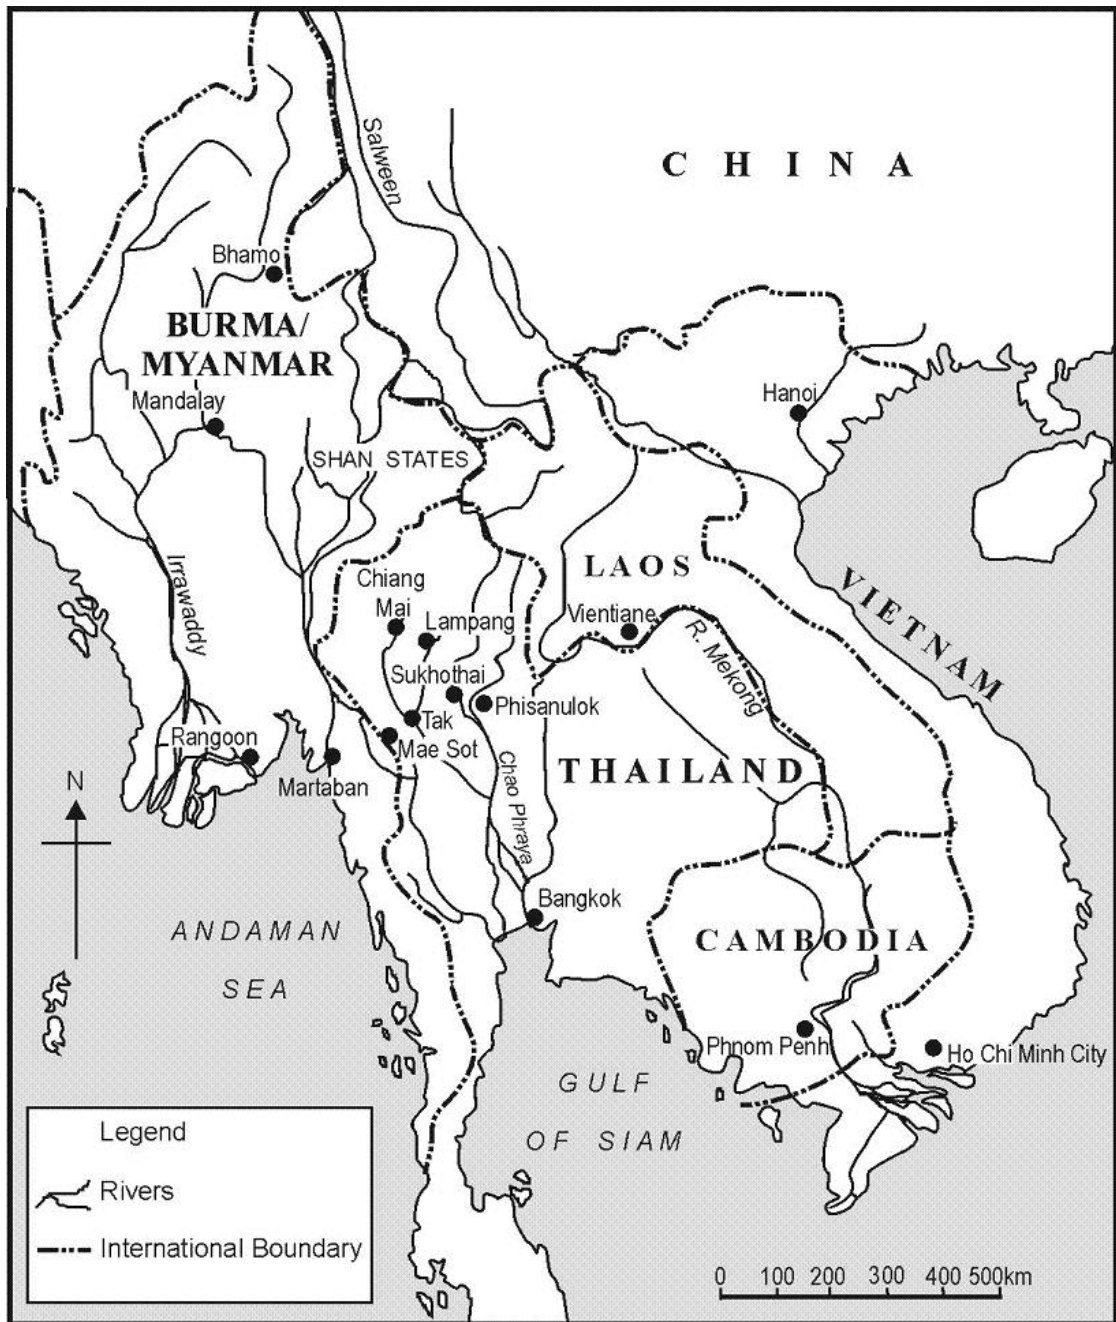 Salween
C H I N A
Bhamo
BURMA/
MYANMAR
Mandalay
Hanoi
SHAN STATES
Irrawaddy
LAOS
VIETNAM
Chiang
Mai
Lampang
Vientiane
R. Mekong
Sukhothai
Phisanulok
Tak
Mae Sot
Rangoon
Martaban
Chao Phraya
THAILAND
N
Bangkok
ANDAMAN
SEA
CAMBODIA
Phnom Penh
Ho Chi Minh City
GULF
OF SIAM
Legend
Rivers
International Boundary
0 100 200 300 400 500km